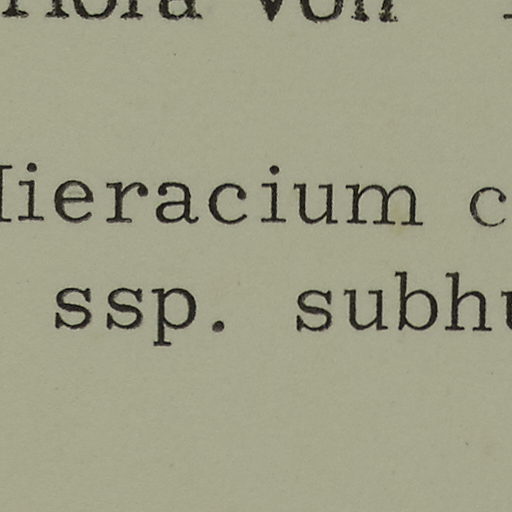 Flora von
Hieracium c
ssp. subhu